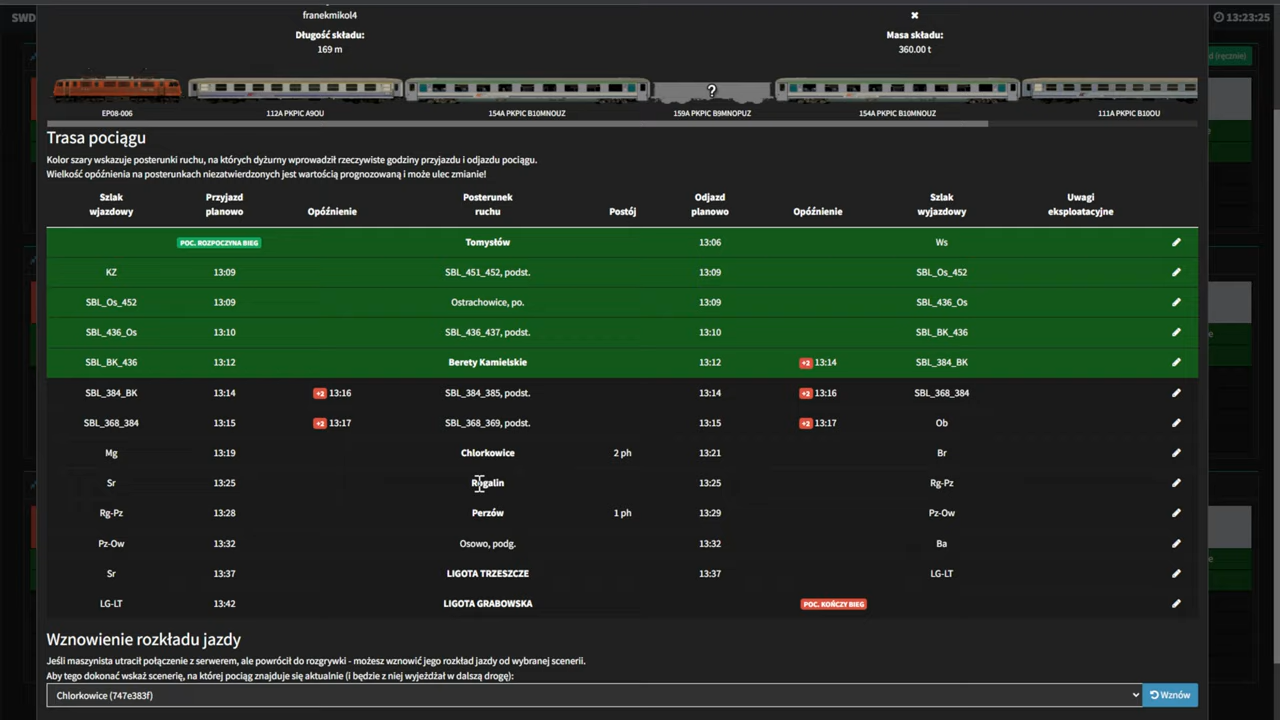 SWD
franekmikol4
Długość składu:
169 m
✖
Masa składu:
360.00 t
13:23:25
d (ręcznie)
?
EP08-006 112A PKPIC A9OU 154A PKPIC B10MNOUZ 159A PKPIC B9MNOPUZ 154A PKPIC B10MNOUZ 111A PKPIC B10OU
Trasa pociągu
Kolor szary wskazuje posterunki ruchu, na których dyżurny wprowadził rzeczywiste godziny przyjazdu i odjazdu pociągu.
Wielkość opóźnienia na posterunkach niezatwierdzonych jest wartością prognozowaną i może ulec zmianie!
Szlak wjazdowy Przyjazd planowo Opóźnienie Posterunek ruchu Postój Odjazd planowo Opóźnienie Szlak wyjazdowy Uwagi eksploatacyjne
POC. ROZPOCZYNA BIEG Tomysłów 13:06 Ws
KZ 13:09 SBL_451_452, podst. 13:09 SBL_Os_452
SBL_Os_452 13:09 Ostrachowice, po. 13:09 SBL_436_Os
SBL_436_Os 13:10 SBL_436_437, podst. 13:10 SBL_BK_436
SBL_BK_436 13:12 Berety Kamielskie 13:12 +2 13:14 SBL_384_BK
SBL_384_BK 13:14 +2 13:16 SBL_384_385, podst. 13:14 +2 13:16 SBL_368_384
SBL_368_384 13:15 +2 13:17 SBL_368_369, podst. 13:15 +2 13:17 Ob
Mg 13:19 Chlorkowice 2 ph 13:21 Br
Sr 13:25 Rogalin 13:25 Rg-Pz
Rg-Pz 13:28 Perzów 1 ph 13:29 Pz-Ow
Pz-Ow 13:32 Osowo, podg. 13:32 Ba
Sr 13:37 LIGOTA TRZESZCZE 13:37 LG-LT
LG-LT 13:42 LIGOTA GRABOWSKA POC. KOŃCZY BIEG
Wznowienie rozkładu jazdy
Jeśli maszynista utracił połączenie z serwerem, ale powrócił do rozgrywki - możesz wznowić jego rozkład jazdy od wybranej scenerii.
Aby tego dokonać wskaż scenerię, na której pociąg znajduje się aktualnie (i będzie z niej wyjeżdżał w dalszą drogę):
Chlorkowice (747e383f)
Wznów